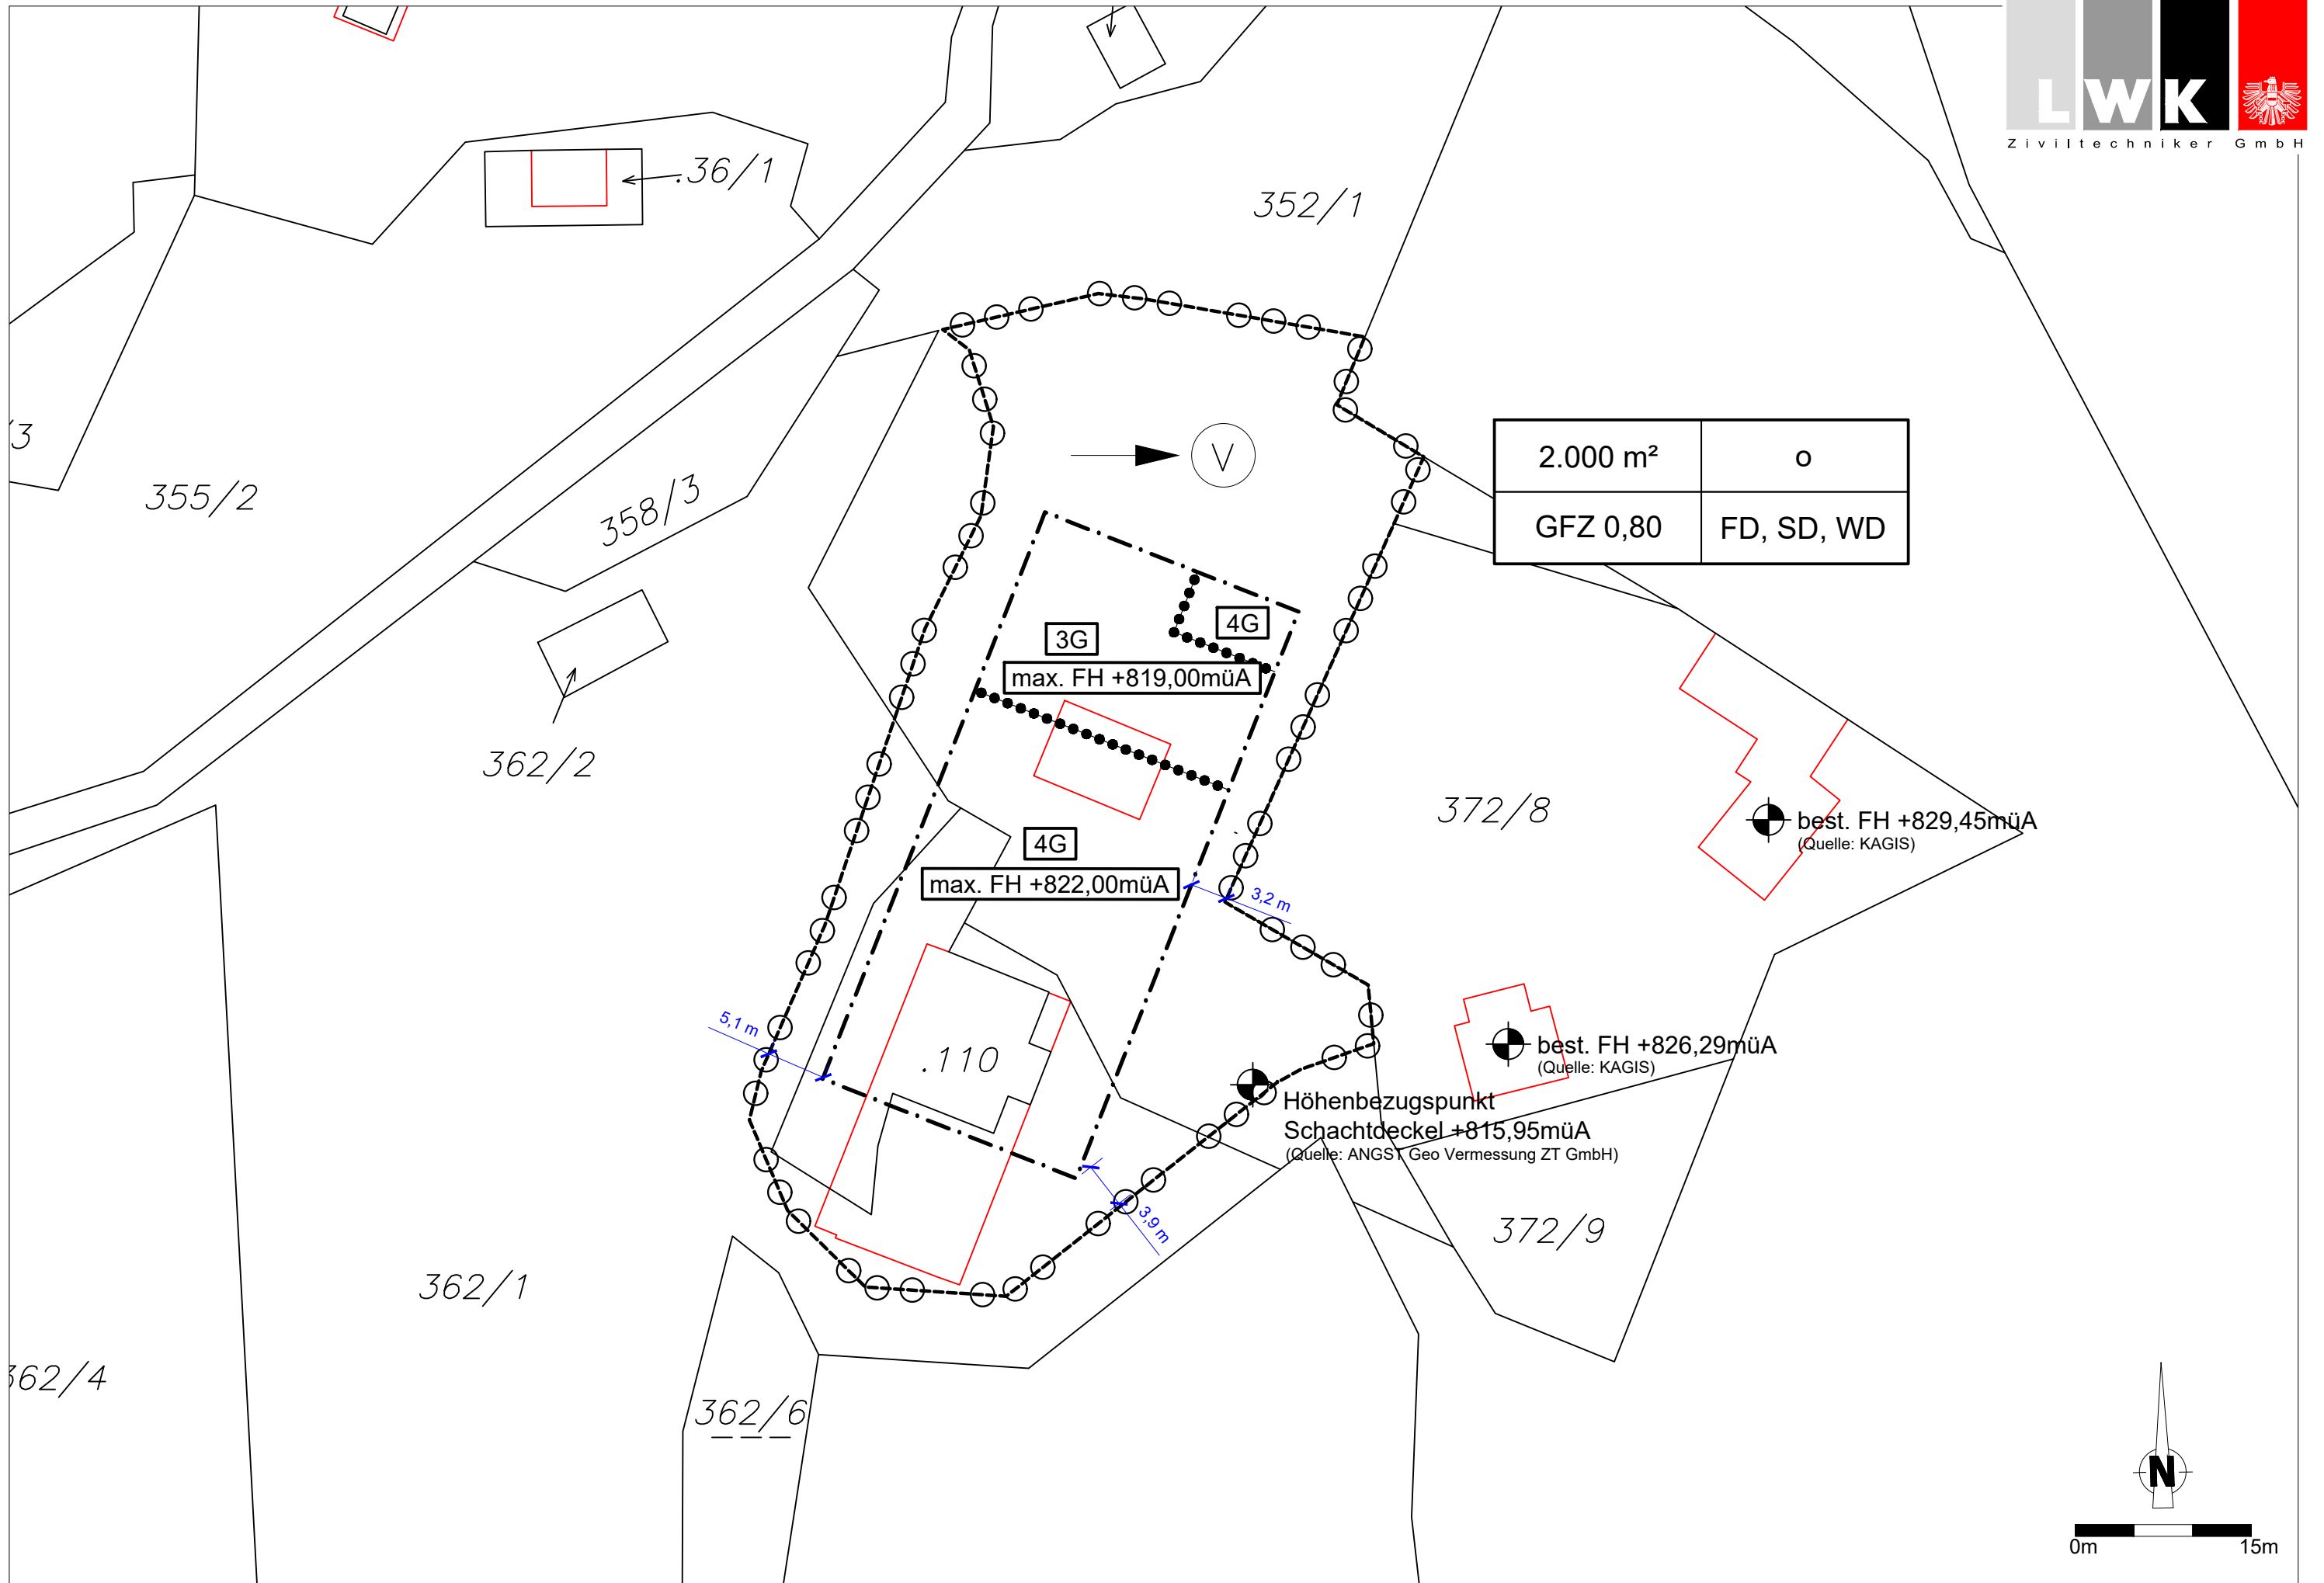 LWK
Ziviltechniker GmbH
.36/1
352/1
/3
355/2
358/3
V
2.000 m² o
GFZ 0,80 FD, SD, WD
3G
4G
max. FH +819,00müA
362/2
372/8
best. FH +829,45müA
(Quelle: KAGIS)
4G
max. FH +822,00müA
3,2 m
5,1 m
.110
best. FH +826,29müA
(Quelle: KAGIS)
Höhenbezugspunkt
Schachtdeckel +815,95müA
(Quelle: ANGST Geo Vermessung ZT GmbH)
3,9 m
372/9
362/1
362/4
362/6
N
0m 15m